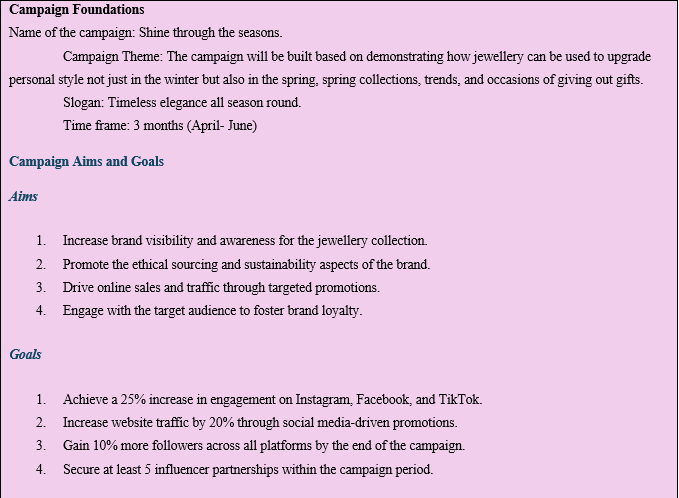 Campaign Foundations
Name of the campaign: Shine through the seasons.
Campaign Theme: The campaign will be built based on demonstrating how jewellery can be used to upgrade
personal style not just in the winter but also in the spring, spring collections, trends, and occasions of giving out gifts.
Slogan: Timeless elegance all season round.
Time frame: 3 months (April- June)
Campaign Aims and Goals
Aims
1. Increase brand visibility and awareness for the jewellery collection.
2. Promote the ethical sourcing and sustainability aspects of the brand.
3. Drive online sales and traffic through targeted promotions.
4. Engage with the target audience to foster brand loyalty.
Goals
1. Achieve a 25% increase in engagement on Instagram, Facebook, and TikTok.
2. Increase website traffic by 20% through social media-driven promotions.
3. Gain 10% more followers across all platforms by the end of the campaign.
4. Secure at least 5 influencer partnerships within the campaign period.